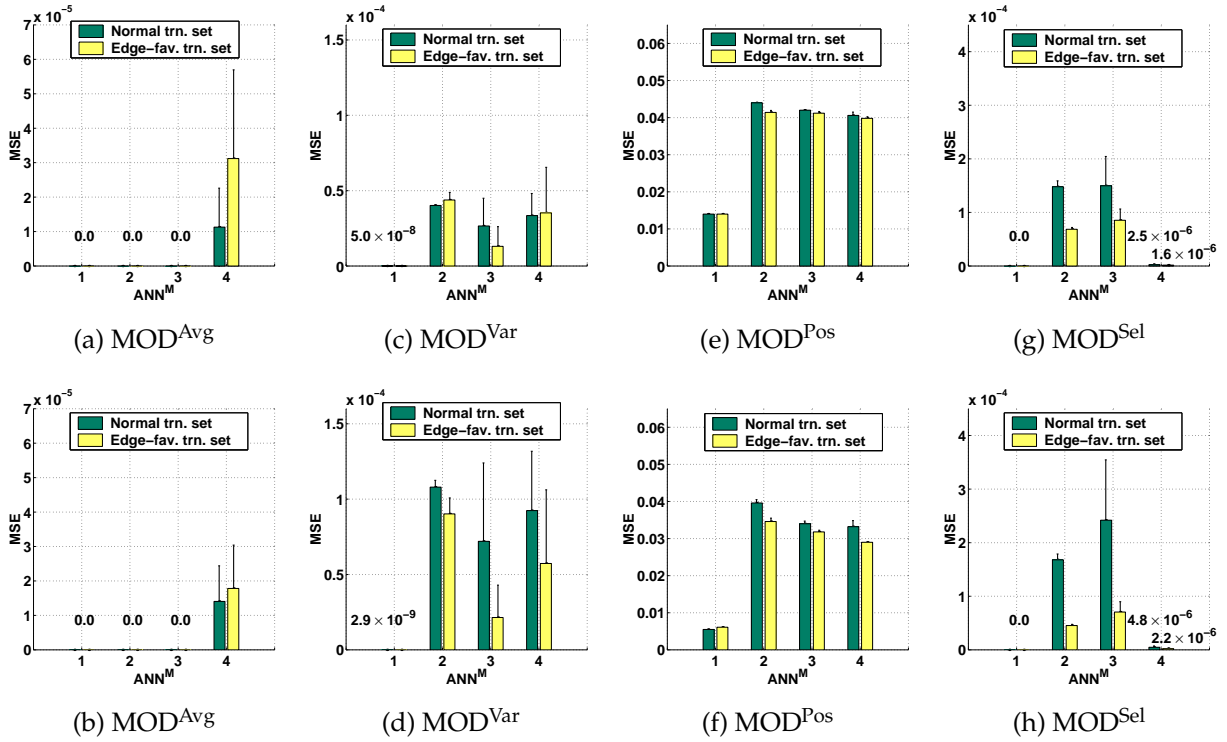 x 10⁻⁵
Normal trn. set
Edge-fav. trn. set
7
6
5
4
3
2
1
0
MSE
0.0 0.0 0.0
1 2 3 4
ANN^M
(a) MOD^Avg
x 10⁻⁴
Normal trn. set
Edge-fav. trn. set
1.5
1
0.5
0
MSE
5.0 × 10⁻⁸
1 2 3 4
ANN^M
(c) MOD^Var
Normal trn. set
Edge-fav. trn. set
0.06
0.05
0.04
0.03
0.02
0.01
0
MSE
1 2 3 4
ANN^M
(e) MOD^Pos
x 10⁻⁴
Normal trn. set
Edge-fav. trn. set
4
3
2
1
0
MSE
0.0
2.5 × 10⁻⁶
1.6 × 10⁻⁶
1 2 3 4
ANN^M
(g) MOD^Sel
x 10⁻⁵
Normal trn. set
Edge-fav. trn. set
7
6
5
4
3
2
1
0
MSE
0.0 0.0 0.0
1 2 3 4
ANN^M
(b) MOD^Avg
x 10⁻⁴
Normal trn. set
Edge-fav. trn. set
1.5
1
0.5
0
MSE
2.9 × 10⁻⁹
1 2 3 4
ANN^M
(d) MOD^Var
Normal trn. set
Edge-fav. trn. set
0.06
0.05
0.04
0.03
0.02
0.01
0
MSE
1 2 3 4
ANN^M
(f) MOD^Pos
x 10⁻⁴
Normal trn. set
Edge-fav. trn. set
4
3
2
1
0
MSE
0.0
4.8 × 10⁻⁶
2.2 × 10⁻⁶
1 2 3 4
ANN^M
(h) MOD^Sel